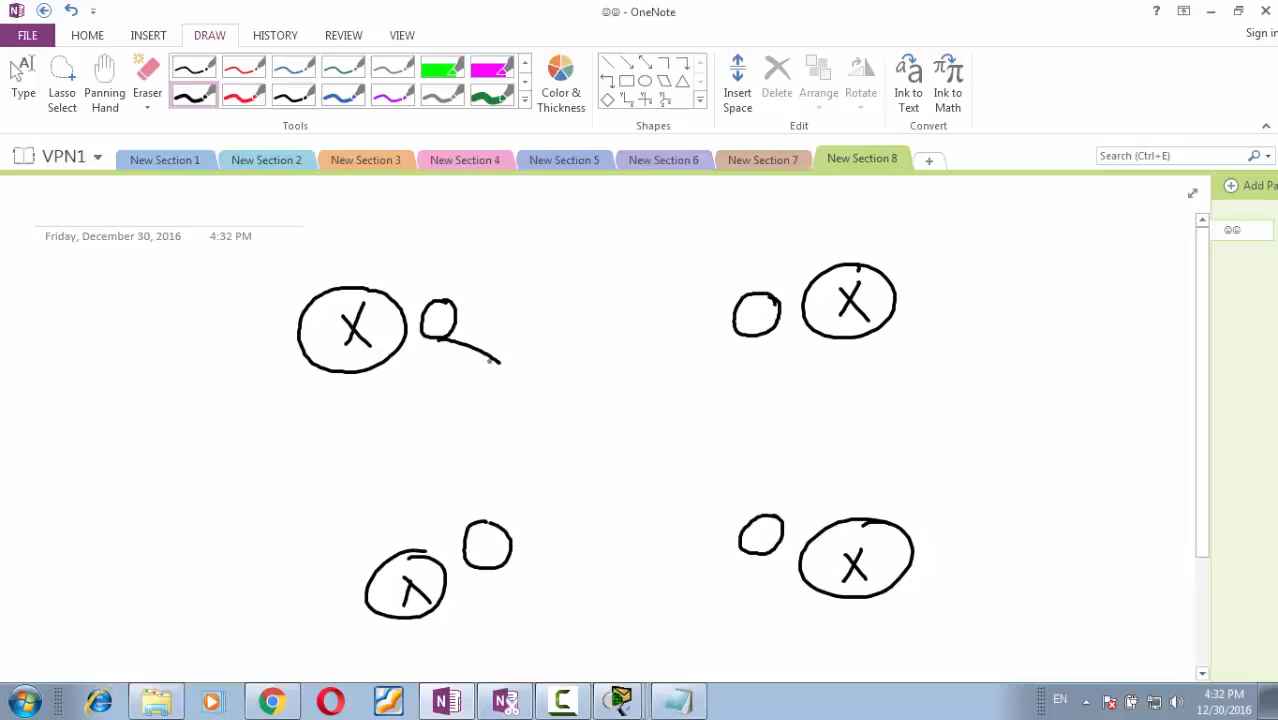 ☺☺ - OneNote
?
Sign in
FILE
HOME
INSERT
DRAW
HISTORY
REVIEW
VIEW
Type
Lasso
Select
Panning
Hand
Eraser
Color &
Thickness
Insert
Space
Delete
Arrange
Rotate
Ink to
Text
Ink to
Math
Tools
Shapes
Edit
Convert
VPN1
New Section 1
New Section 2
New Section 3
New Section 4
New Section 5
New Section 6
New Section 7
New Section 8
Search (Ctrl+E)
Add Pa
Friday, December 30, 2016
4:32 PM
☺☺
X
X
X
X
EN
4:32 PM
12/30/2016